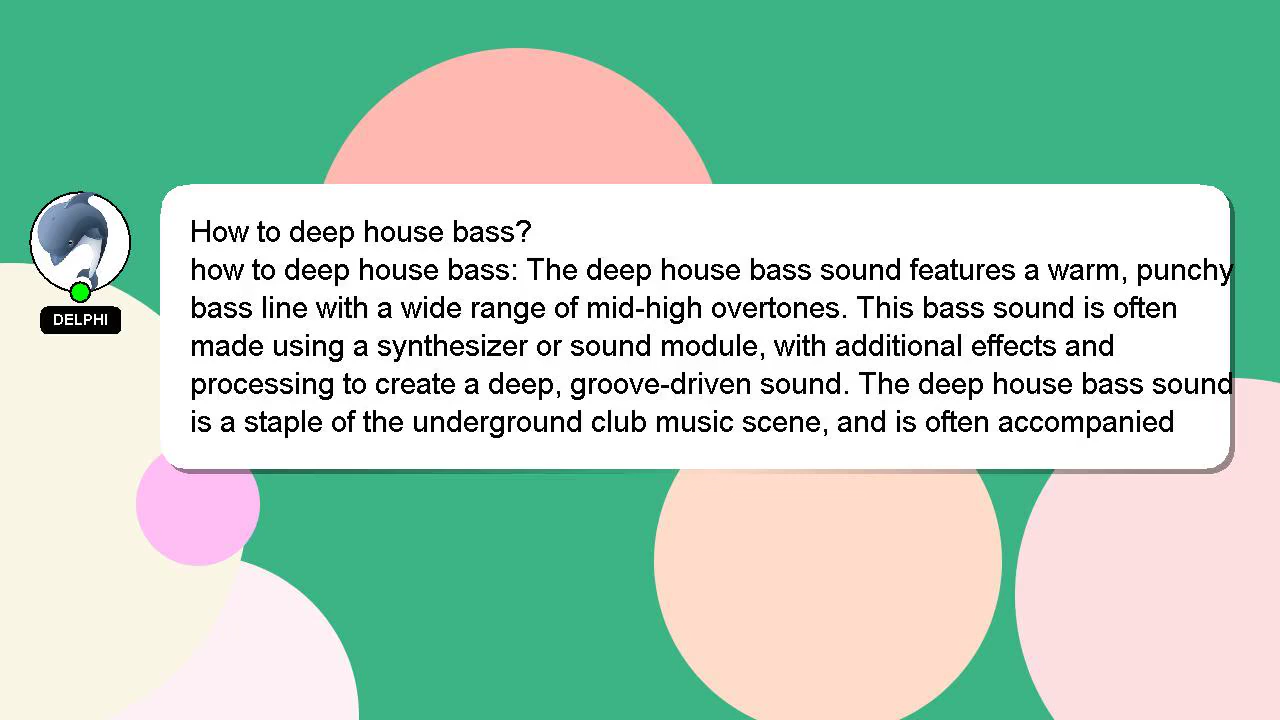 How to deep house bass?
how to deep house bass: The deep house bass sound features a warm, punchy
bass line with a wide range of mid-high overtones. This bass sound is often
made using a synthesizer or sound module, with additional effects and
processing to create a deep, groove-driven sound. The deep house bass sound
is a staple of the underground club music scene, and is often accompanied
DELPHI